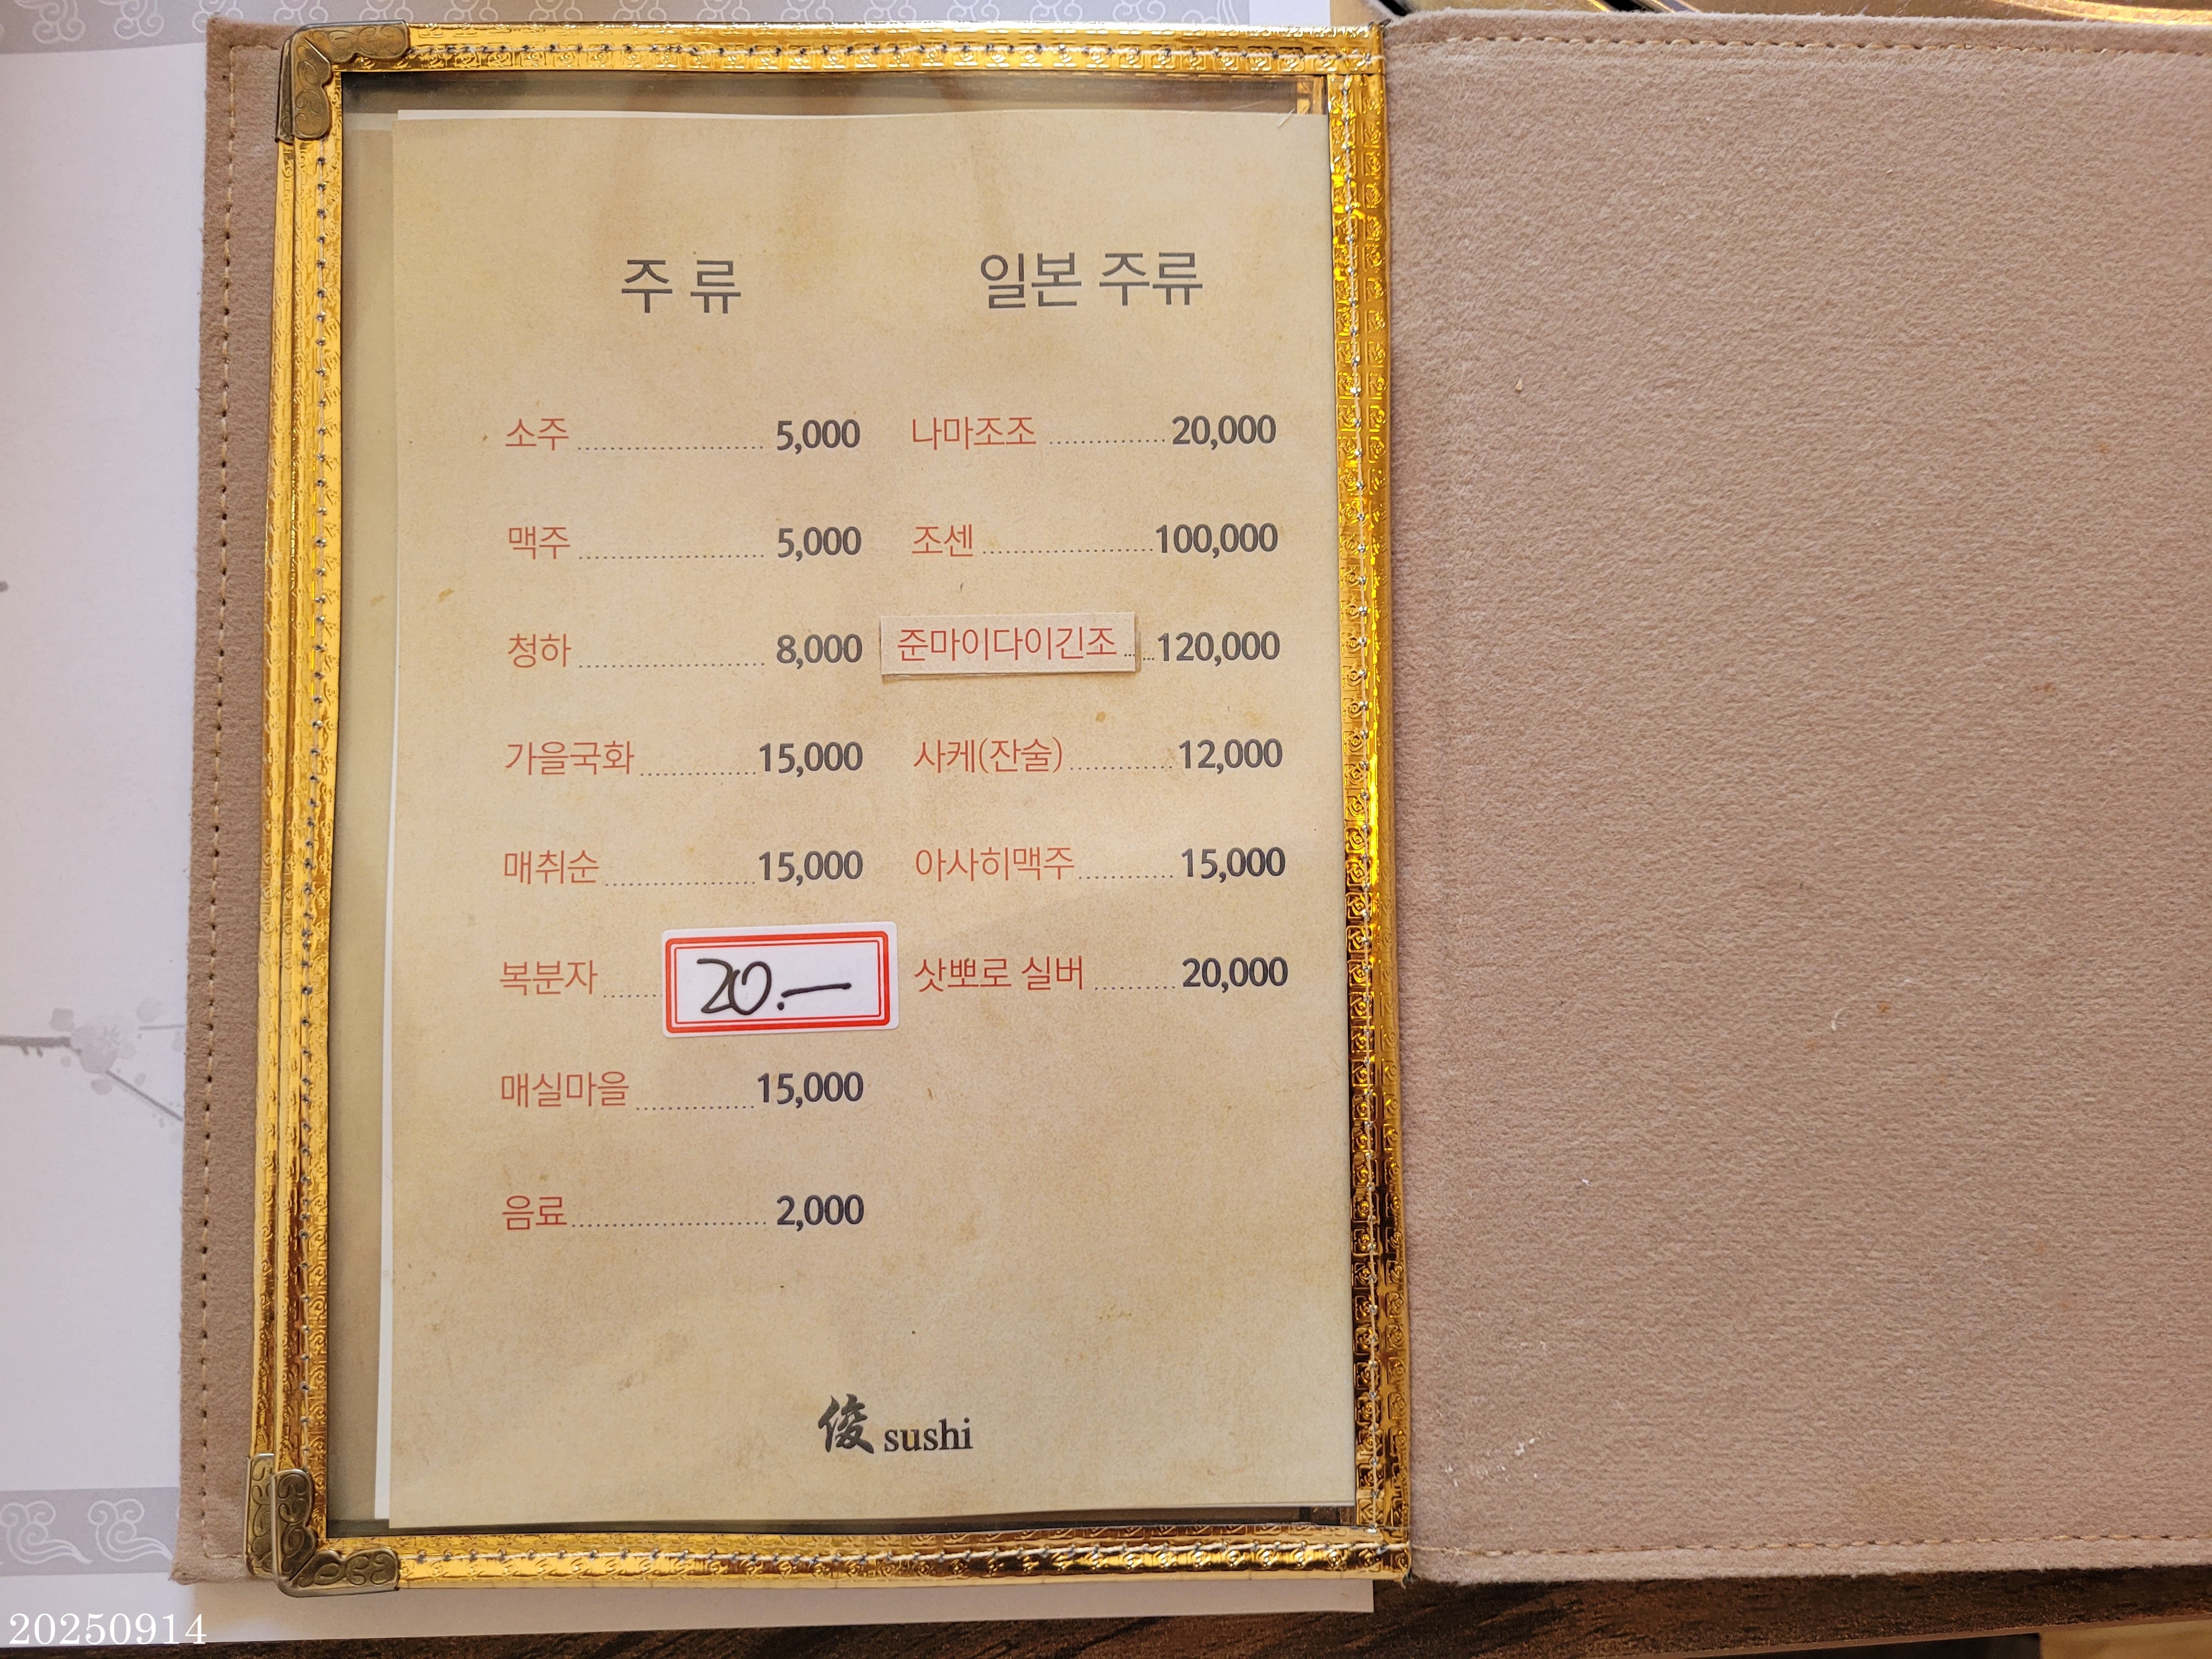 주 류
소주 5,000
맥주 5,000
청하 8,000
가을국화 15,000
매취순 15,000
복분자 20.—
매실마을 15,000
음료 2,000
일본 주류
나마조조 20,000
조센 100,000
준마이다이긴조 120,000
사케(잔술) 12,000
아사히맥주 15,000
삿뽀로 실버 20,000
俊 sushi
20250914